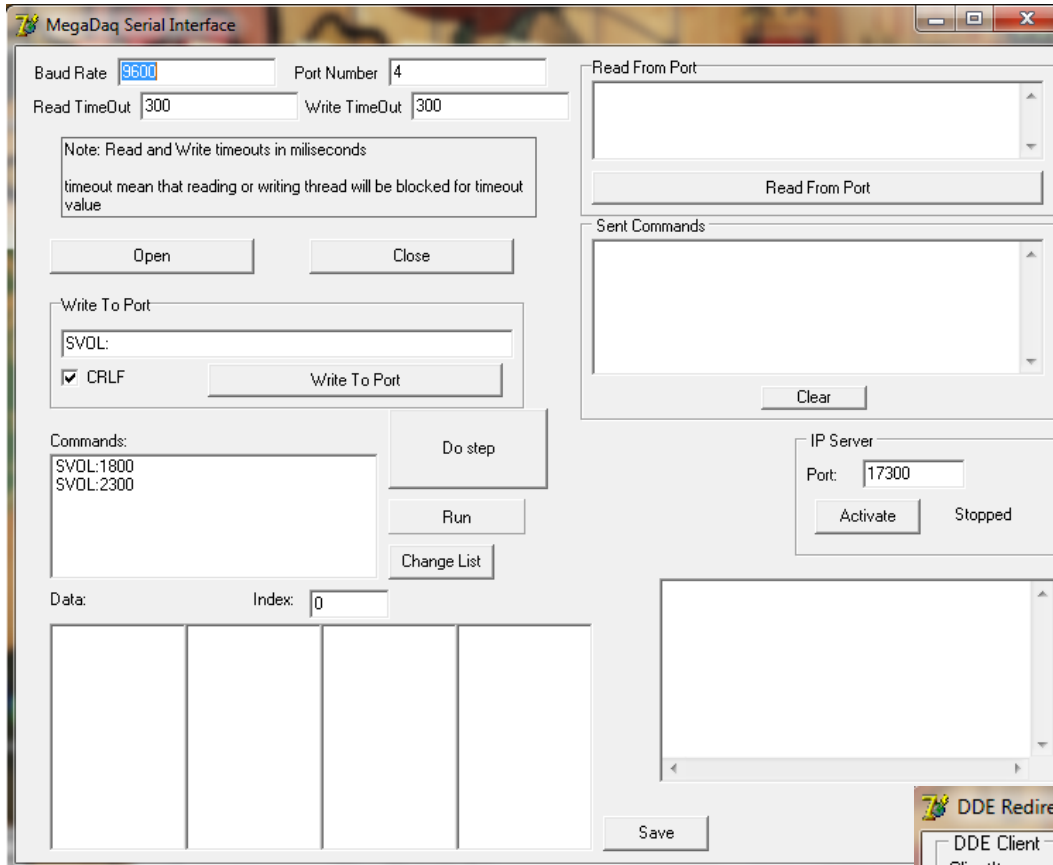 MegaDaq Serial Interface
Baud Rate 9600 Port Number 4
Read TimeOut 300 Write TimeOut 300
Note: Read and Write timeouts in miliseconds
timeout mean that reading or writing thread will be blocked for timeout
value
Open Close
Write To Port
SVOL:
CRLF Write To Port
Commands:
SVOL:1800
SVOL:2300
Do step
Run
Change List
Data: Index: 0
Read From Port
Read From Port
Sent Commands
Clear
IP Server
Port: 17300
Activate Stopped
Save
DDE Redire
DDE Client